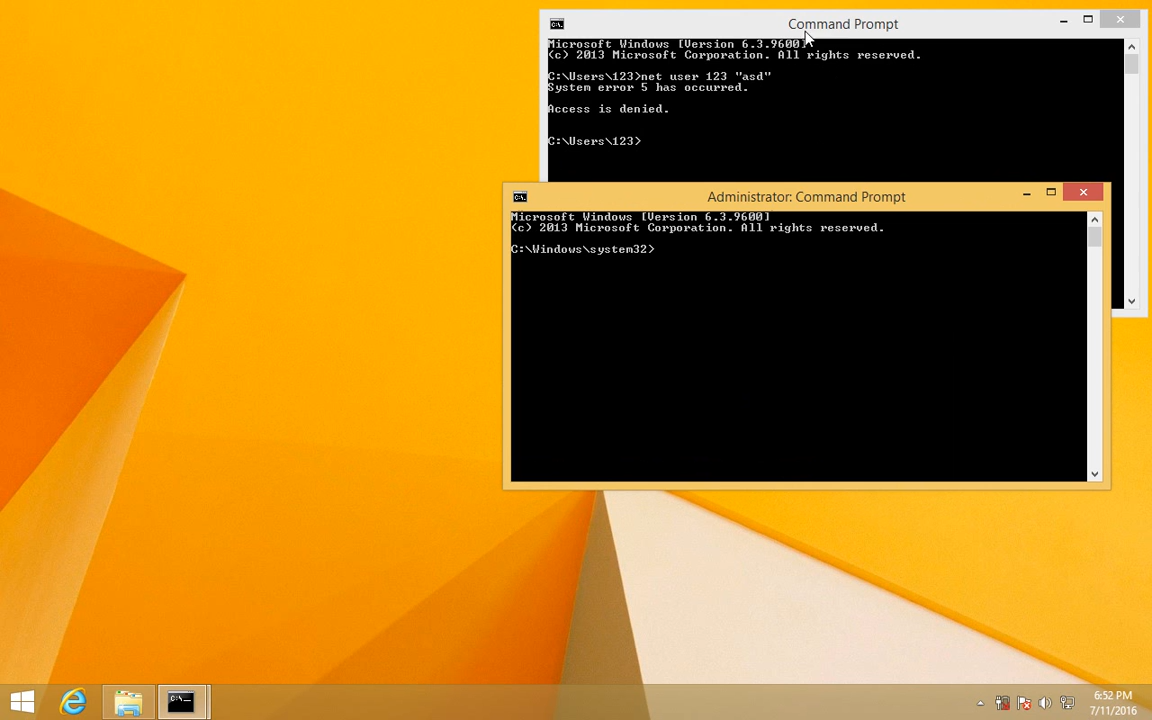 Command Prompt
Microsoft Windows [Version 6.3.9600]
(c) 2013 Microsoft Corporation. All rights reserved.
C:\Users\123>net user 123 "asd"
System error 5 has occurred.
Access is denied.
C:\Users\123>
Administrator: Command Prompt
Microsoft Windows [Version 6.3.9600]
(c) 2013 Microsoft Corporation. All rights reserved.
C:\Windows\system32>
6:52 PM
7/11/2016